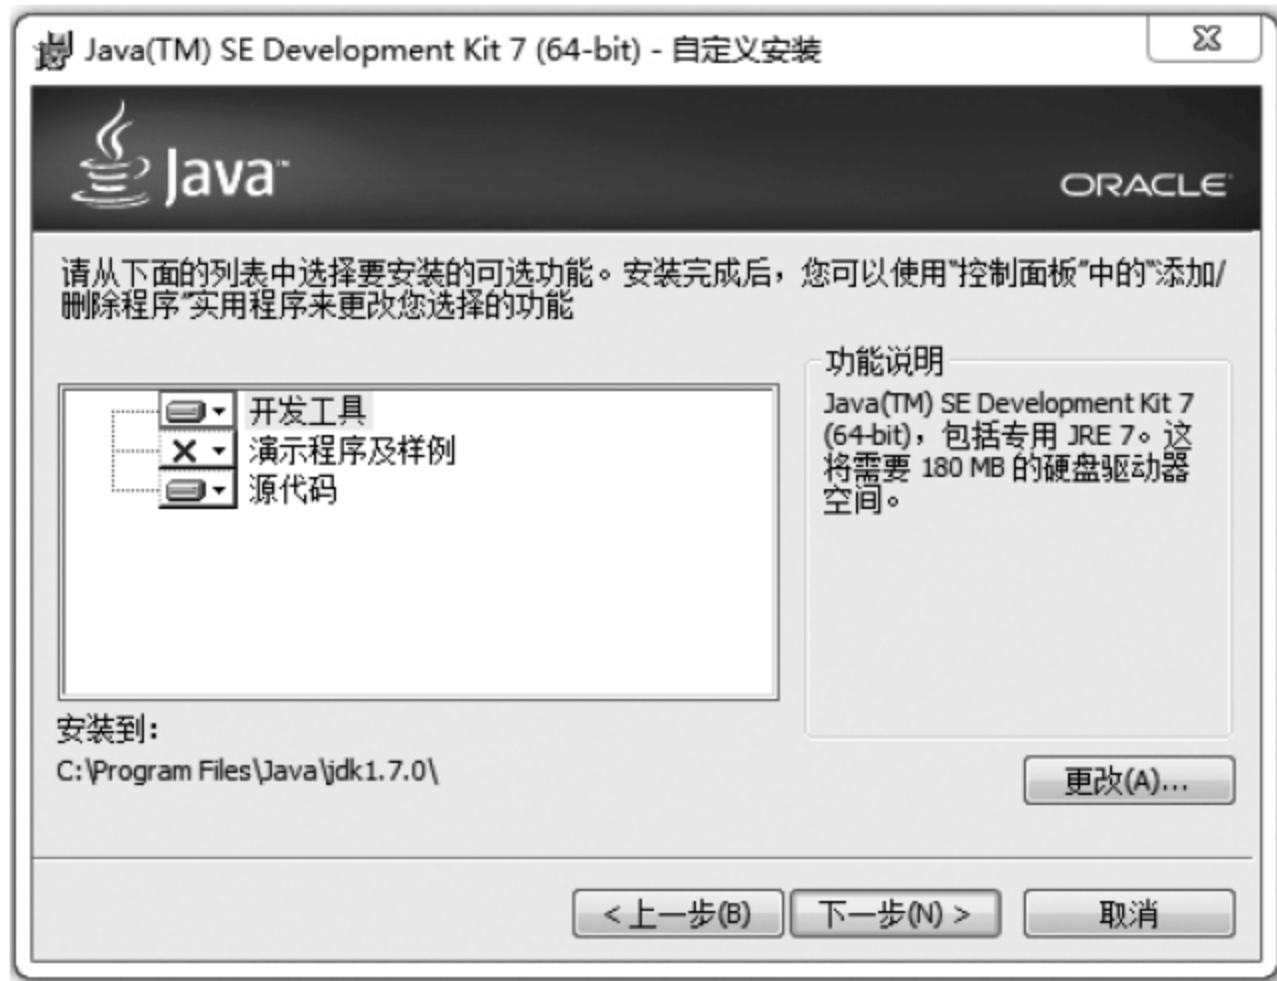 Java(TM) SE Development Kit 7 (64-bit) - 自定义安装
Java™
ORACLE
请从下面的列表中选择要安装的可选功能。安装完成后，您可以使用"控制面板"中的"添加/
删除程序"实用程序来更改您选择的功能
功能说明
开发工具
演示程序及样例
源代码
Java(TM) SE Development Kit 7
(64-bit)，包括专用 JRE 7。这
将需要 180 MB 的硬盘驱动器
空间。
安装到：
C:\Program Files\Java\jdk1.7.0\
更改(A)...
< 上一步(B)
下一步(N) >
取消